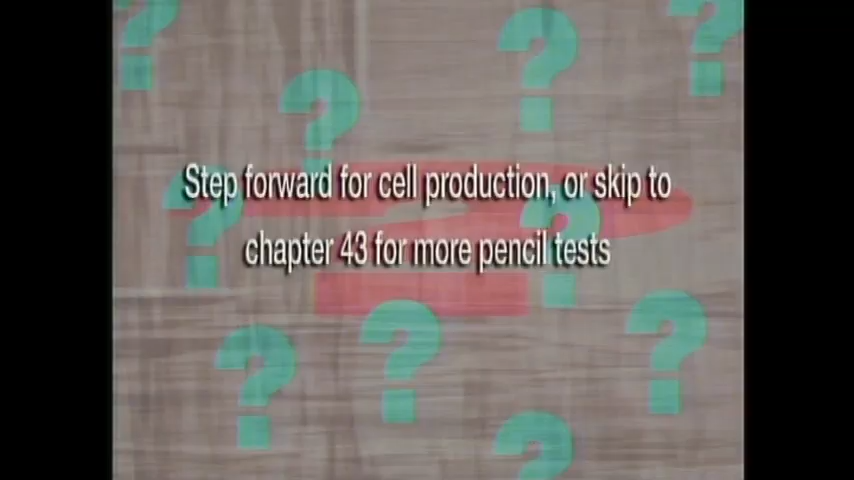 Step forward for cell production, or skip to
chapter 43 for more pencil tests